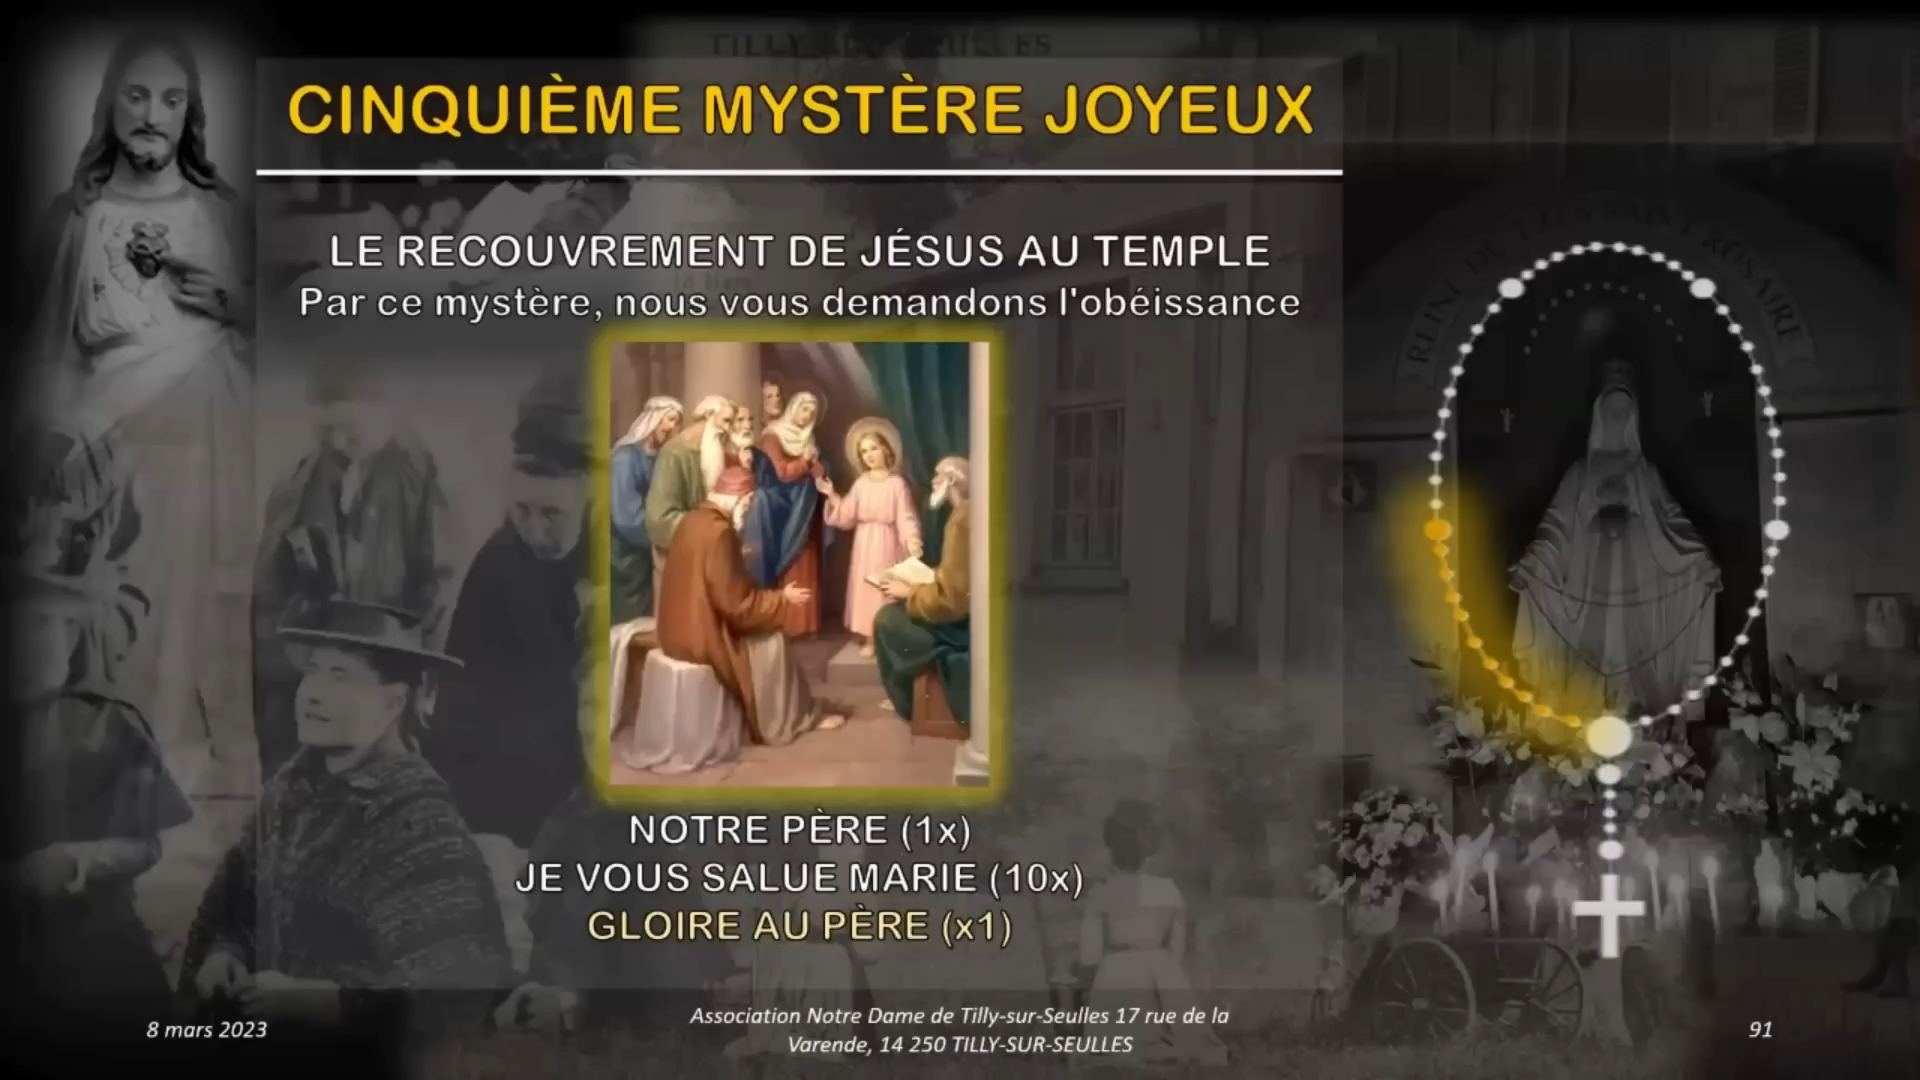 CINQUIÈME MYSTÈRE JOYEUX
LE RECOUVREMENT DE JÉSUS AU TEMPLE
Par ce mystère, nous vous demandons l'obéissance
NOTRE PÈRE (1x)
JE VOUS SALUE MARIE (10x)
GLOIRE AU PÈRE (x1)
8 mars 2023
Association Notre Dame de Tilly-sur-Seulles 17 rue de la
Varende, 14 250 TILLY-SUR-SEULLES
91